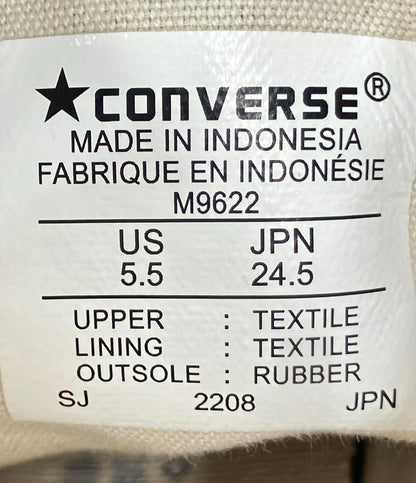 ★CONVERSE®
MADE IN INDONESIA
FABRIQUE EN INDONÉSIE
M9622
US JPN
5.5 24.5
UPPER : TEXTILE
LINING : TEXTILE
OUTSOLE : RUBBER
SJ 2208 JPN